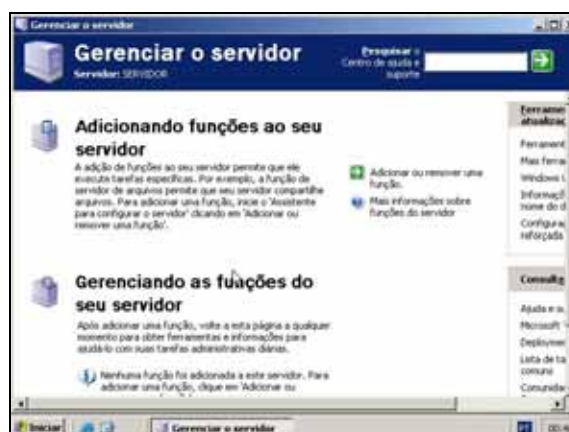 Gerenciar o servidor
Gerenciar o servidor
Servidor: SERVIDOR
Pesquisar o
Centro de ajuda e
suporte
Adicionando funções ao seu
servidor
A adição de funções ao seu servidor permite que ele
execute tarefas específicas. Por exemplo, a função de
servidor de arquivos permite que seu servidor compartilhe
arquivos. Para adicionar uma função, inicie o 'Assistente
para configurar o servidor' clicando em 'Adicionar ou
remover uma função'.
Adicionar ou remover uma
função.
Mais informações sobre
funções do servidor
Gerenciando as funções do
seu servidor
Após adicionar uma função, volte a esta página a qualquer
momento para obter ferramentas e informações para
ajudá-lo com suas tarefas administrativas diárias.
Nenhuma função foi adicionada a este servidor. Para
adicionar uma função, clique em 'Adicionar ou
Ferrament
Mais ferra
Windows U
Informaçõ
nome do d
Configuraç
reforçada
Consulta
Ajuda e s
Microsoft
Deploymen
Lista de ta
comuns
Comunida
Iniciar
Gerenciar o servidor
PT